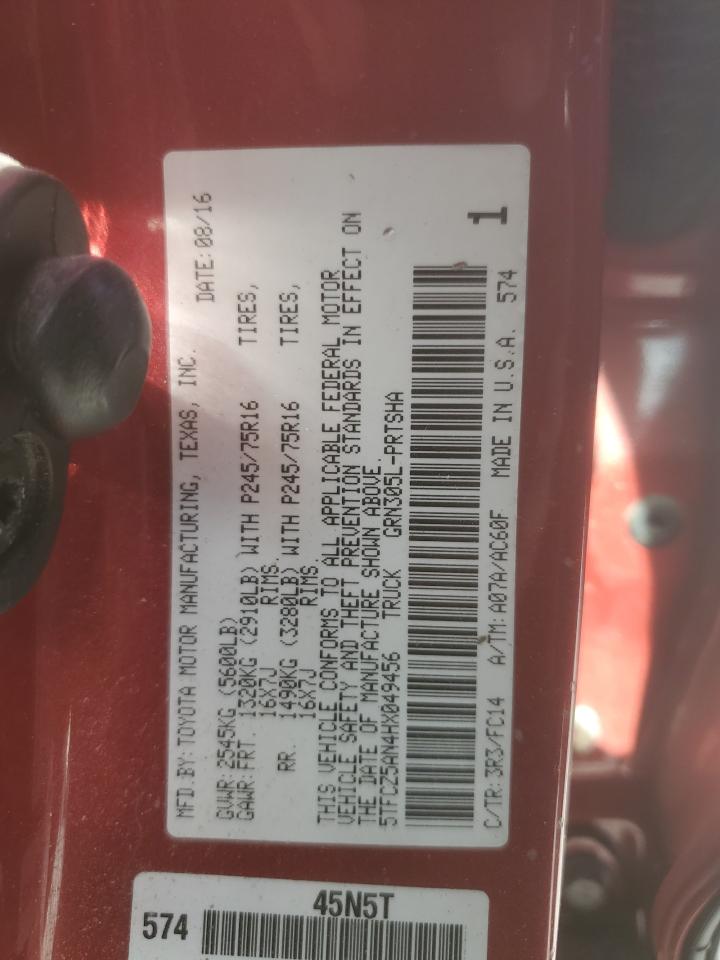 MFD.BY:TOYOTA MOTOR MANUFACTURING, TEXAS, INC. DATE:08/16
GVWR:2545KG (5600LB)
GAWR:FRT. 1320KG (2910LB) WITH P245/75R16 TIRES,
16X7J RIMS.
RR. 1490KG (3280LB) WITH P245/75R16 TIRES,
16X7J RIMS.
THIS VEHICLE CONFORMS TO ALL APPLICABLE FEDERAL MOTOR
VEHICLE SAFETY AND THEFT PREVENTION STANDARDS IN EFFECT ON
THE DATE OF MANUFACTURE SHOWN ABOVE.
5TFCZ5AN4HX049456 TRUCK GRN305L-PRTSHA
1
C/TR:3R3/FC14 A/TM:A07A/AC60F MADE IN U.S.A. 574
45N5T
574